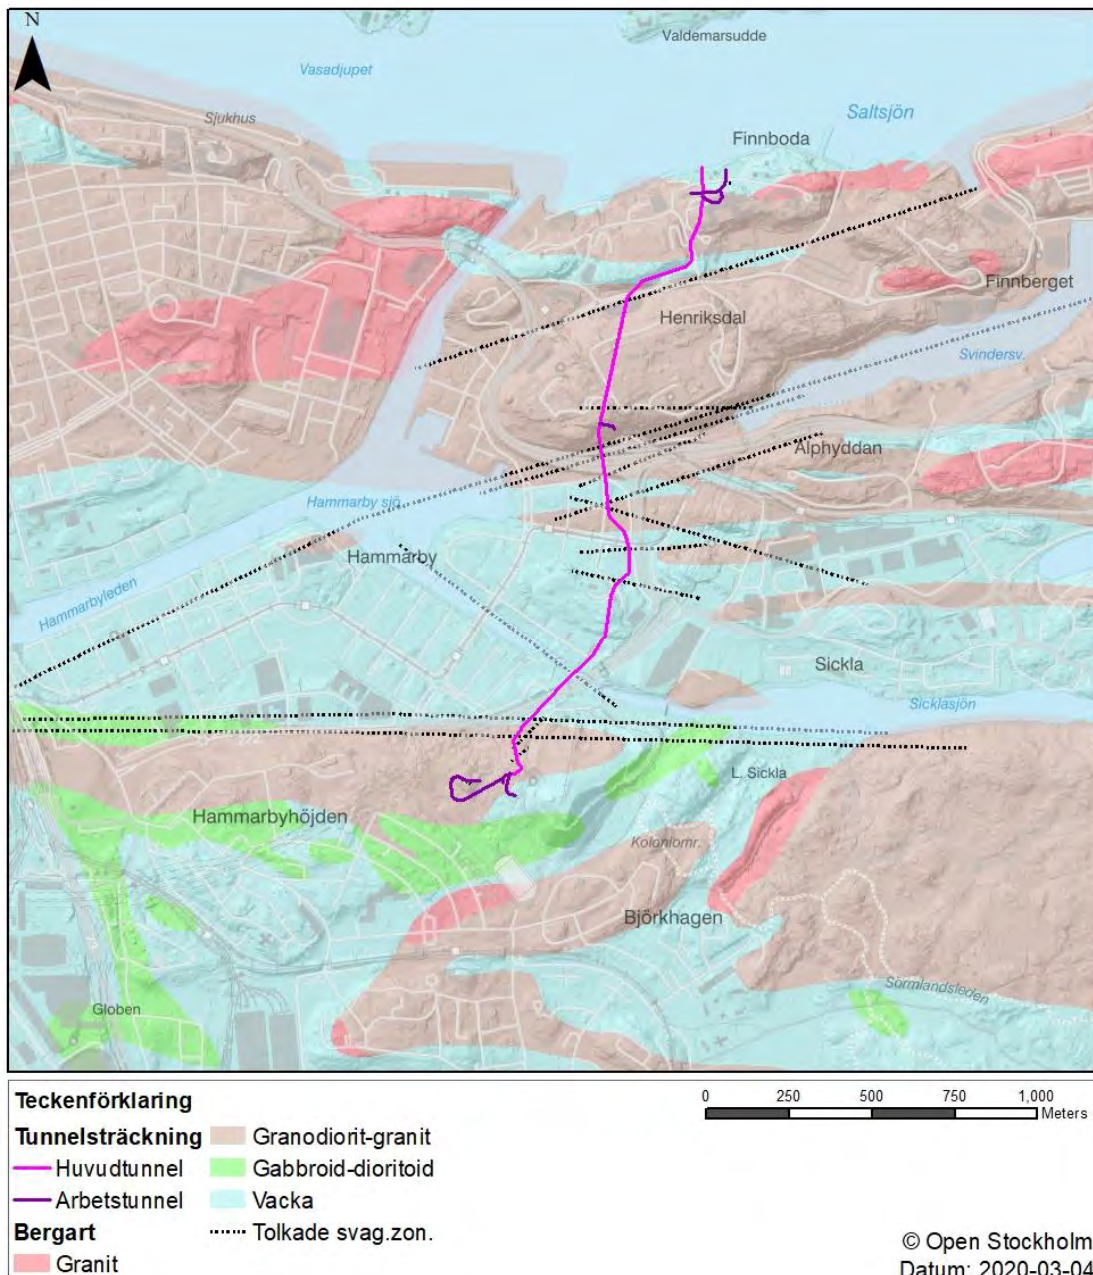 N
Valdemarsudde
Vasadjupet
Sjukhus
Saltsjön
Finnboda
Finnberget
Henriksdal
Svindersv.
Alphyddan
Hammarby sjö
Hammarby
Hammarbyleden
Sickla
Sicklasjön
L. Sickla
Hammarbyhöjden
Koloniomr.
Björkhagen
Sörmlandsleden
Globen
Teckenförklaring
Tunnelsträckning
Huvudtunnel
Arbetstunnel
Bergart
Granit
Granodiorit-granit
Gabbroid-dioritoid
Vacka
Tolkade svag.zon.
0 250 500 750 1,000
Meters
© Open Stockholm
Datum: 2020-03-04